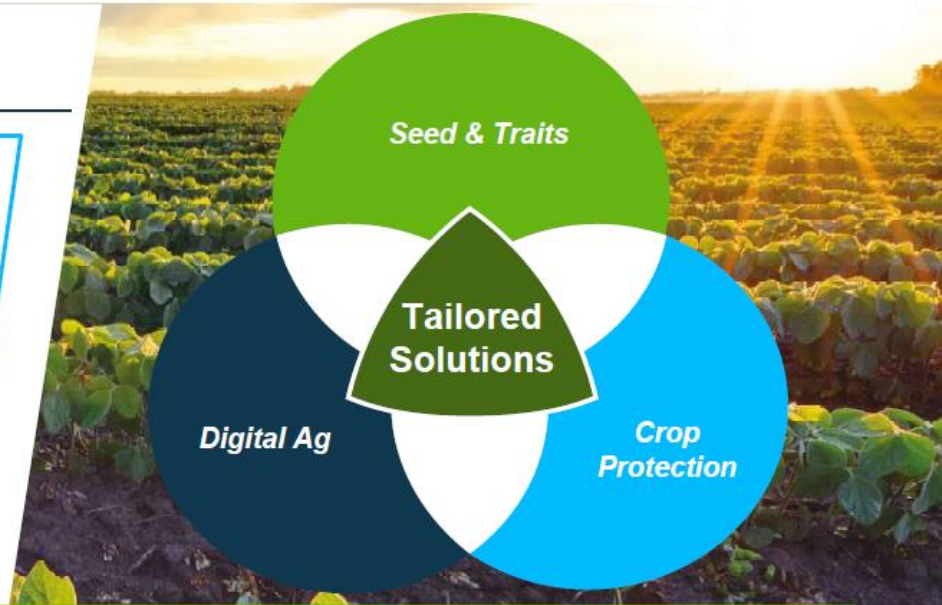 Seed & Traits
Tailored
Solutions
Digital Ag
Crop
Protection